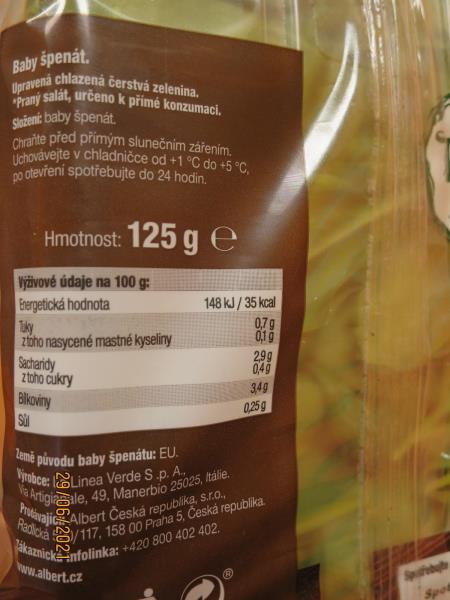 Baby špenát.
Upravená chlazená čerstvá zelenina.
*Praný salát, určeno k přímé konzumaci.
Složení: baby špenát.
Chraňte před přímým slunečním zářením.
Uchovávejte v chladničce od +1 °C do +5 °C,
po otevření spotřebujte do 24 hodin.
Hmotnost: 125 g ℮
Výživové údaje na 100 g:
Energetická hodnota 148 kJ / 35 kcal
Tuky 0,7 g
z toho nasycené mastné kyseliny 0,1 g
Sacharidy 2,9 g
z toho cukry 0,4 g
Bílkoviny 3,4 g
Sůl 0,25 g
Země původu baby špenátu: EU.
Výrobce: Linea Verde S .p. A.,
Via Artigianale, 49, Manerbio 25025, Itálie.
Prodávající: Albert Česká republika, s.r.o.,
Radlická /117, 158 00 Praha 5, Česká republika.
Zákaznická infolinka: +420 800 402 402.
www.albert.cz
®
29/06/2021